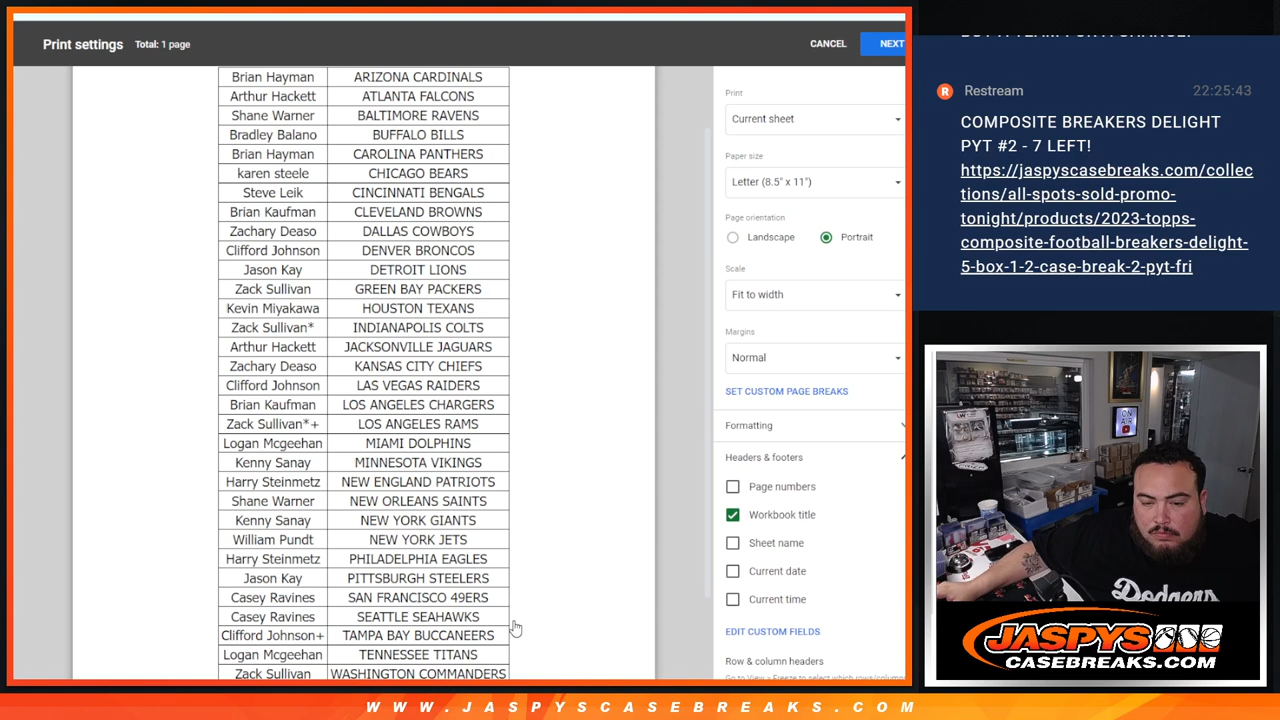 Print settings Total: 1 page
CANCEL NEXT
Brian Hayman ARIZONA CARDINALS
Arthur Hackett ATLANTA FALCONS
Shane Warner BALTIMORE RAVENS
Bradley Balano BUFFALO BILLS
Brian Hayman CAROLINA PANTHERS
karen steele CHICAGO BEARS
Steve Leik CINCINNATI BENGALS
Brian Kaufman CLEVELAND BROWNS
Zachary Deaso DALLAS COWBOYS
Clifford Johnson DENVER BRONCOS
Jason Kay DETROIT LIONS
Zack Sullivan GREEN BAY PACKERS
Kevin Miyakawa HOUSTON TEXANS
Zack Sullivan* INDIANAPOLIS COLTS
Arthur Hackett JACKSONVILLE JAGUARS
Zachary Deaso KANSAS CITY CHIEFS
Clifford Johnson LAS VEGAS RAIDERS
Brian Kaufman LOS ANGELES CHARGERS
Zack Sullivan*+ LOS ANGELES RAMS
Logan Mcgeehan MIAMI DOLPHINS
Kenny Sanay MINNESOTA VIKINGS
Harry Steinmetz NEW ENGLAND PATRIOTS
Shane Warner NEW ORLEANS SAINTS
Kenny Sanay NEW YORK GIANTS
William Pundt NEW YORK JETS
Harry Steinmetz PHILADELPHIA EAGLES
Jason Kay PITTSBURGH STEELERS
Casey Ravines SAN FRANCISCO 49ERS
Casey Ravines SEATTLE SEAHAWKS
Clifford Johnson+ TAMPA BAY BUCCANEERS
Logan Mcgeehan TENNESSEE TITANS
Zack Sullivan WASHINGTON COMMANDERS
Print
Current sheet
Paper size
Letter (8.5" x 11")
Page orientation
Landscape Portrait
Scale
Fit to width
Margins
Normal
SET CUSTOM PAGE BREAKS
Formatting
Headers & footers
Page numbers
Workbook title
Sheet name
Current date
Current time
EDIT CUSTOM FIELDS
Row & column headers
Go to View > Freeze to select which rows/column
R Restream 22:25:43
COMPOSITE BREAKERS DELIGHT
PYT #2 - 7 LEFT!
https://jaspyscasebreaks.com/collec
tions/all-spots-sold-promo-
tonight/products/2023-topps-
composite-football-breakers-delight-
5-box-1-2-case-break-2-pyt-fri
ON
AIR
Dodgers
JASPYS
CASEBREAKS.COM
WWW.JASPYSCASEBREAKS.COM